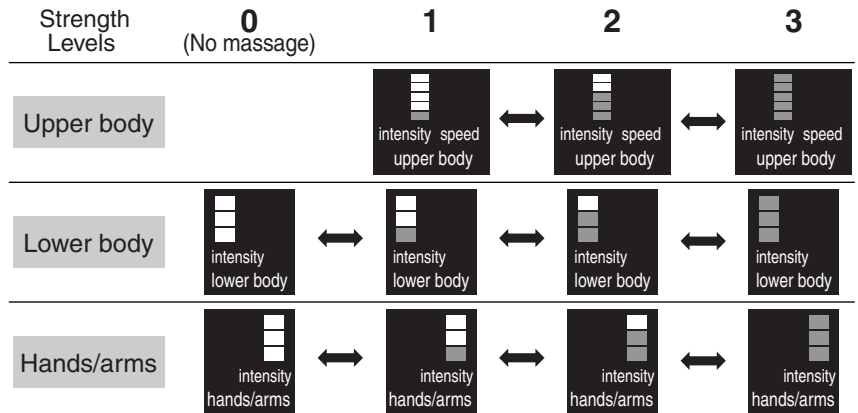 Strength Levels 0 (No massage) 1 2 3
Upper body
intensity speed
upper body
intensity speed
upper body
intensity speed
upper body
Lower body
intensity
lower body
intensity
lower body
intensity
lower body
intensity
lower body
Hands/arms
intensity
hands/arms
intensity
hands/arms
intensity
hands/arms
intensity
hands/arms